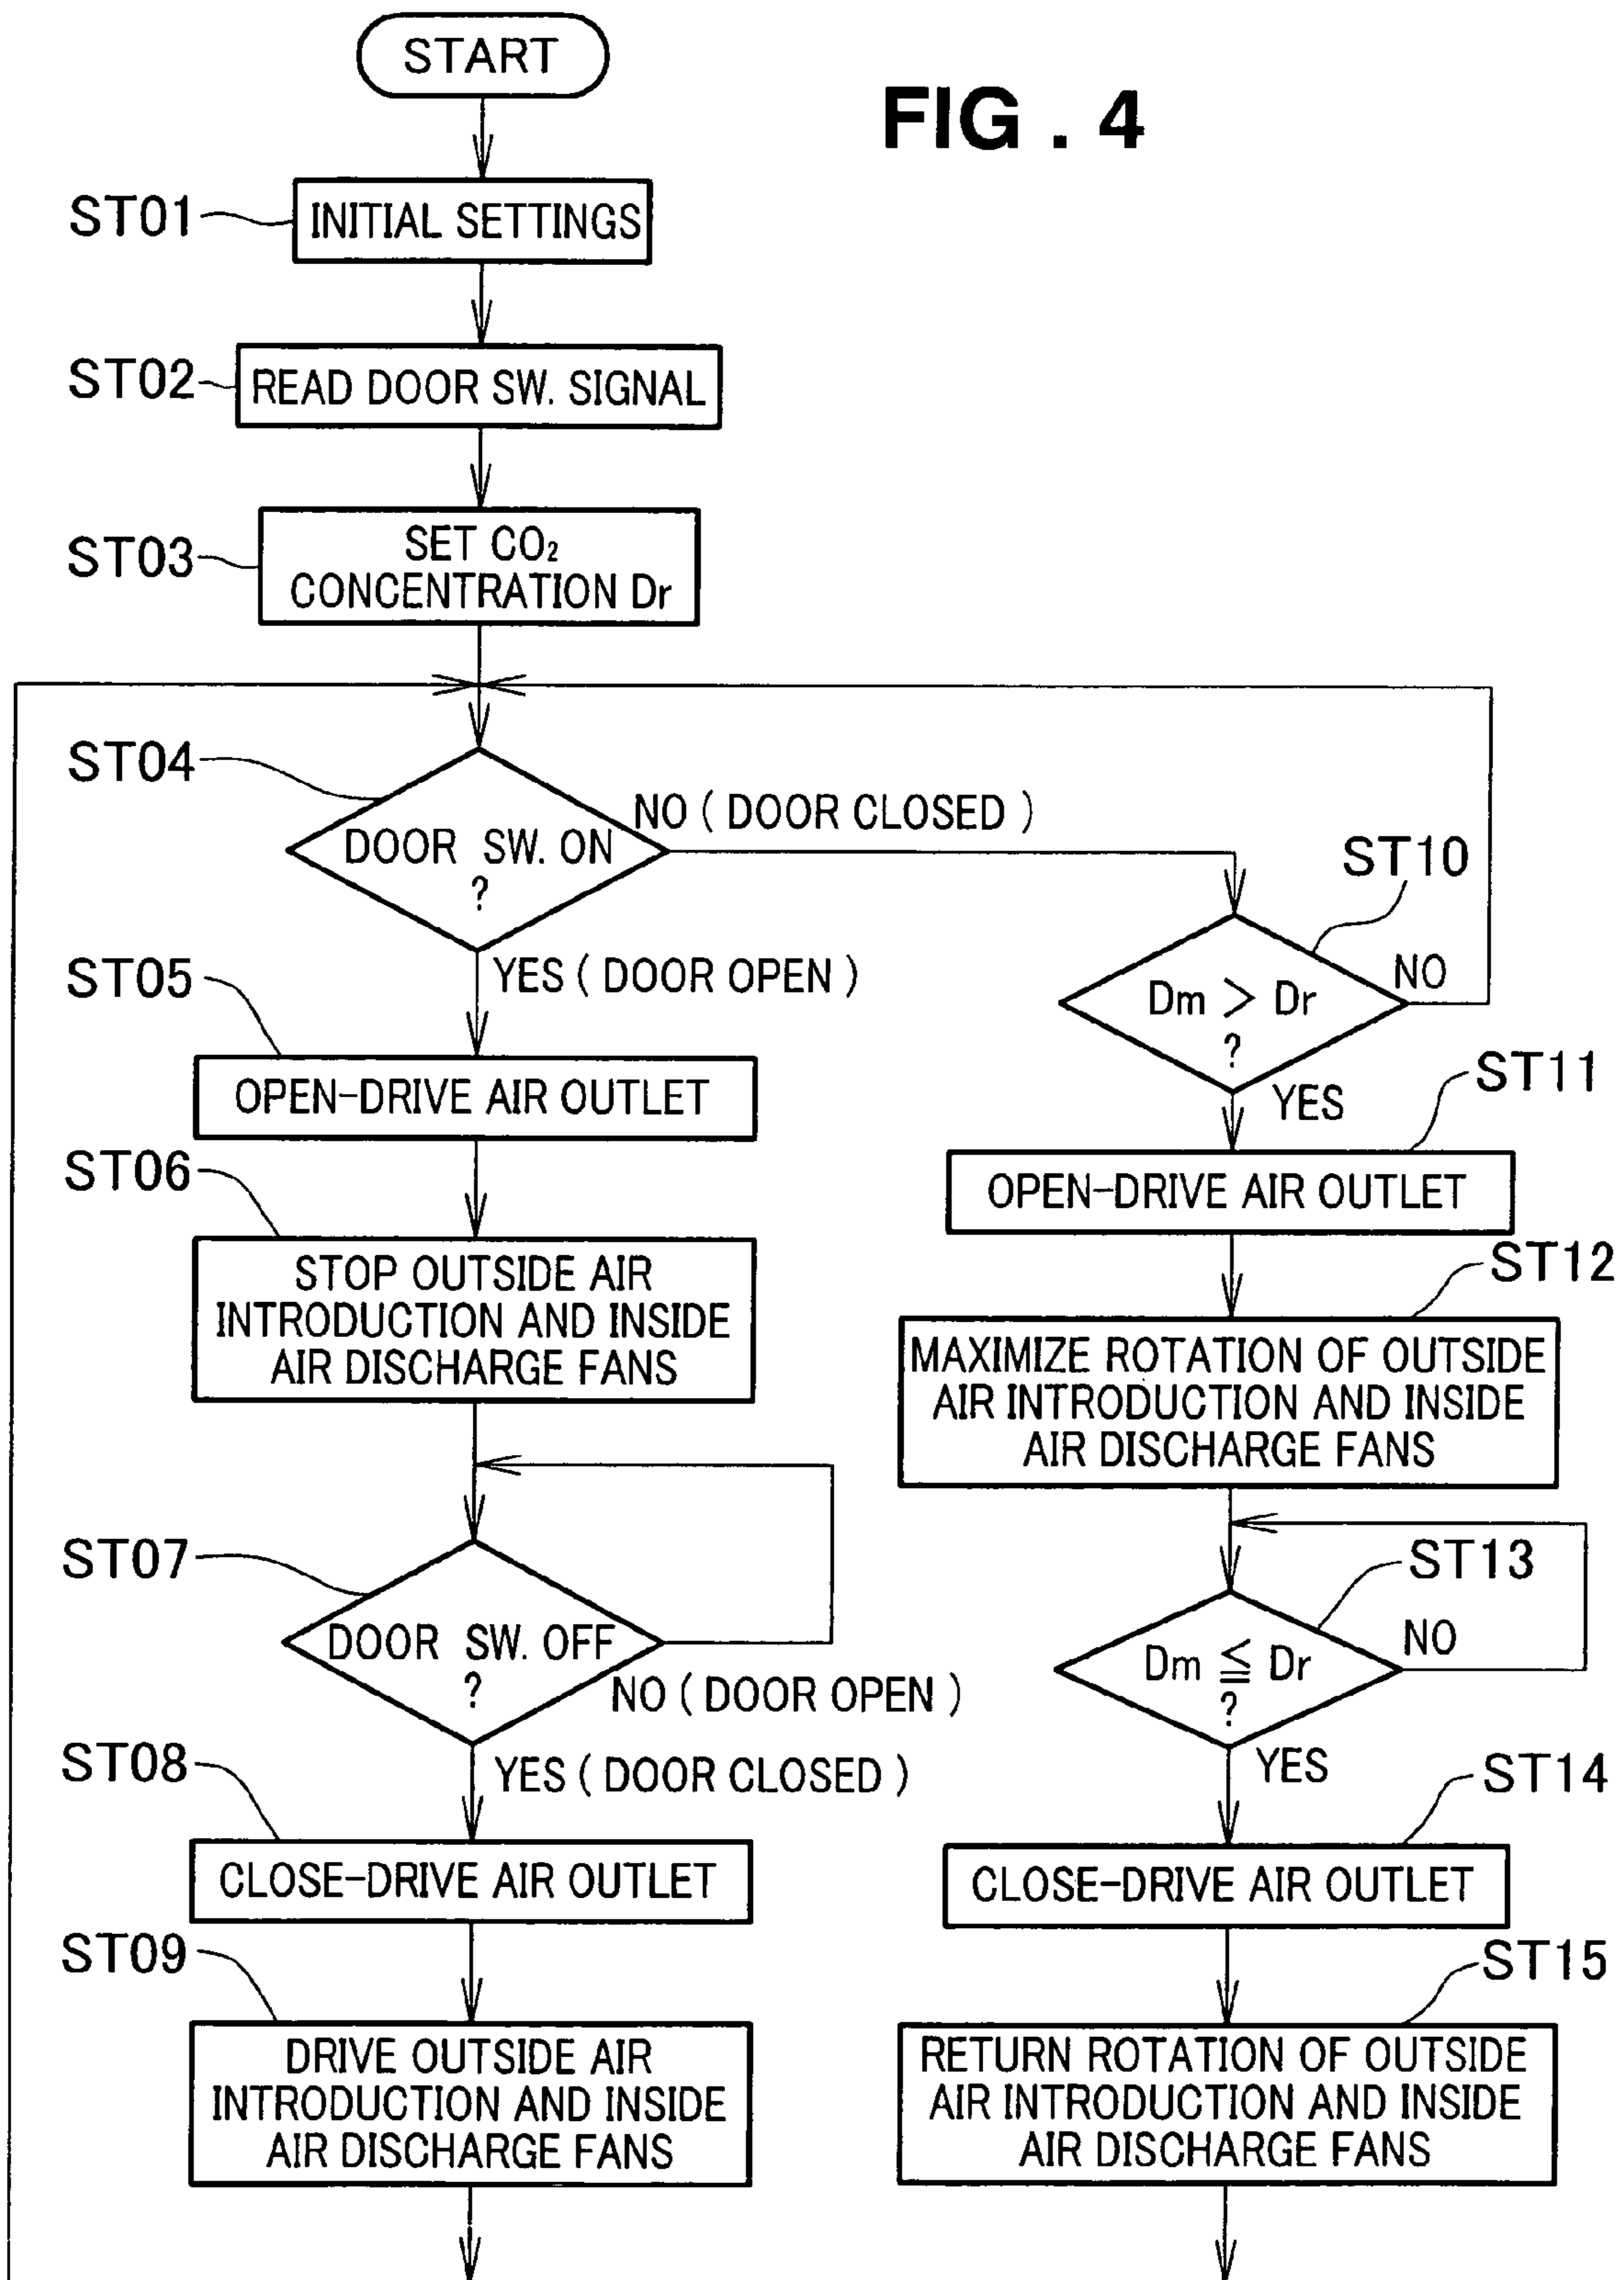 START
FIG . 4
ST01
INITIAL SETTINGS
ST02
READ DOOR SW. SIGNAL
ST03
SET CO₂
CONCENTRATION Dr
ST04
DOOR SW. ON
?
NO ( DOOR CLOSED )
YES ( DOOR OPEN )
ST05
OPEN-DRIVE AIR OUTLET
ST06
STOP OUTSIDE AIR
INTRODUCTION AND INSIDE
AIR DISCHARGE FANS
ST07
DOOR SW. OFF
?
NO ( DOOR OPEN )
YES ( DOOR CLOSED )
ST08
CLOSE-DRIVE AIR OUTLET
ST09
DRIVE OUTSIDE AIR
INTRODUCTION AND INSIDE
AIR DISCHARGE FANS
ST10
Dm > Dr
?
NO
YES
ST11
OPEN-DRIVE AIR OUTLET
ST12
MAXIMIZE ROTATION OF OUTSIDE
AIR INTRODUCTION AND INSIDE
AIR DISCHARGE FANS
ST13
Dm ≦ Dr
?
NO
YES
ST14
CLOSE-DRIVE AIR OUTLET
ST15
RETURN ROTATION OF OUTSIDE
AIR INTRODUCTION AND INSIDE
AIR DISCHARGE FANS